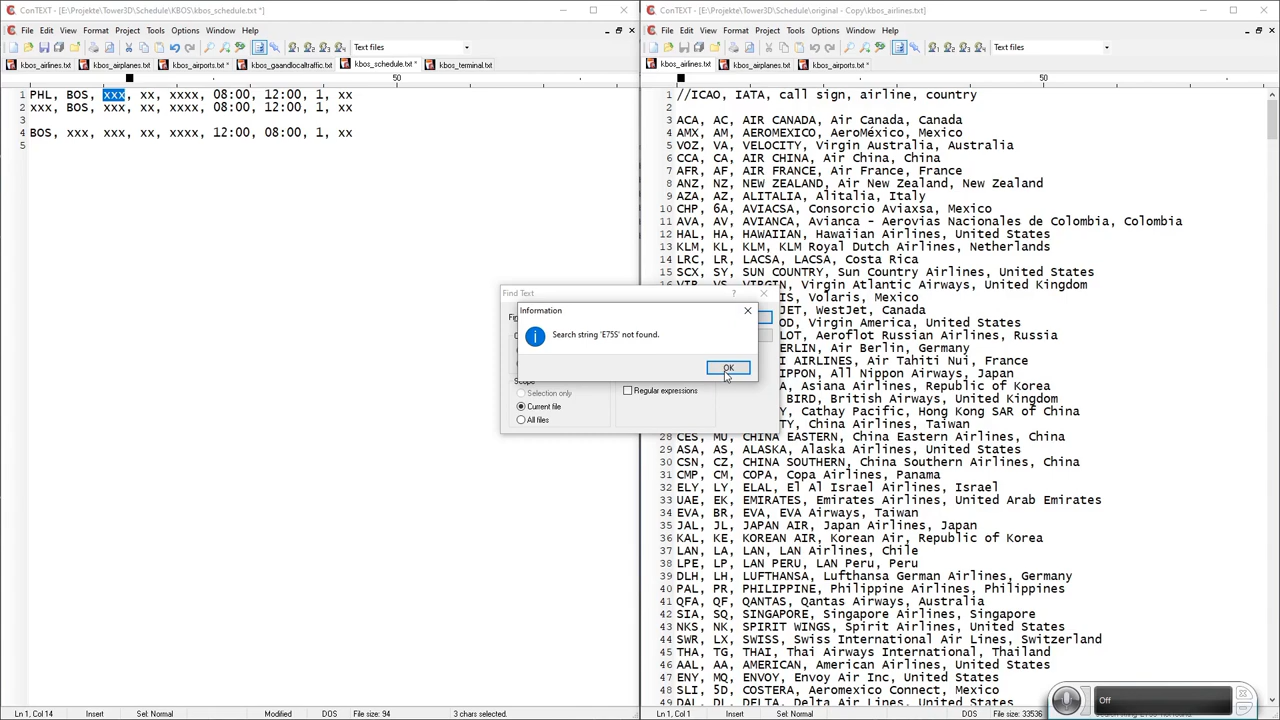 ConTEXT - [E:\Projekte\Tower3D\Schedule\KBOS\kbos_schedule.txt *]
File Edit View Format Project Tools Options Window Help
Text files
kbos_airlines.txt kbos_airplanes.txt kbos_airports.txt * kbos_gaandlocaltraffic.txt kbos_schedule.txt * kbos_terminal.txt
50
1 PHL, BOS, xxx, xx, xxxx, 08:00, 12:00, 1, xx
2 xxx, BOS, xxx, xx, xxxx, 08:00, 12:00, 1, xx
3
4 BOS, xxx, xxx, xx, xxxx, 12:00, 08:00, 1, xx
5
Ln 1, Col 14 Insert Sel: Normal Modified File size: 94 3 chars selected.
ConTEXT - [E:\Projekte\Tower3D\Schedule\original - Copy\kbos_airlines.txt]
File Edit View Format Project Tools Options Window Help
Text files
kbos_airlines.txt kbos_airplanes.txt kbos_airports.txt *
50
1 //ICAO, IATA, call sign, airline, country
2
3 ACA, AC, AIR CANADA, Air Canada, Canada
4 AMX, AM, AEROMEXICO, AeroMéxico, Mexico
5 VOZ, VA, VELOCITY, Virgin Australia, Australia
6 CCA, CA, AIR CHINA, Air China, China
7 AFR, AF, AIR FRANCE, Air France, France
8 ANZ, NZ, NEW ZEALAND, Air New Zealand, New Zealand
9 AZA, AZ, ALITALIA, Alitalia, Italy
10 CHP, 6A, AVIACSA, Consorcio Aviaxsa, Mexico
11 AVA, AV, AVIANCA, Avianca - Aerovias Nacionales de Colombia, Colombia
12 HAL, HA, HAWAIIAN, Hawaiian Airlines, United States
13 KLM, KL, KLM, KLM Royal Dutch Airlines, Netherlands
14 LRC, LR, LACSA, LACSA, Costa Rica
15 SCX, SY, SUN COUNTRY, Sun Country Airlines, United States
16 VIR, VS, VIRGIN, Virgin Atlantic Airways, United Kingdom
IS, Volaris, Mexico
JET, WestJet, Canada
OD, Virgin America, United States
LOT, Aeroflot Russian Airlines, Russia
ERLIN, Air Berlin, Germany
AIRLINES, Air Tahiti Nui, France
IPPON, All Nippon Airways, Japan
Asiana Airlines, Republic of Korea
BIRD, British Airways, United Kingdom
Y, Cathay Pacific, Hong Kong SAR of China
TY, China Airlines, Taiwan
28 CES, MU, CHINA EASTERN, China Eastern Airlines, China
29 ASA, AS, ALASKA, Alaska Airlines, United States
30 CSN, CZ, CHINA SOUTHERN, China Southern Airlines, China
31 CMP, CM, COPA, Copa Airlines, Panama
32 ELY, LY, ELAL, El Al Israel Airlines, Israel
33 UAE, EK, EMIRATES, Emirates Airlines, United Arab Emirates
34 EVA, BR, EVA, EVA Airways, Taiwan
35 JAL, JL, JAPAN AIR, Japan Airlines, Japan
36 KAL, KE, KOREAN AIR, Korean Air, Republic of Korea
37 LAN, LA, LAN, LAN Airlines, Chile
38 LPE, LP, LAN PERU, LAN Peru, Peru
39 DLH, LH, LUFTHANSA, Lufthansa German Airlines, Germany
40 PAL, PR, PHILIPPINE, Philippine Airlines, Philippines
41 QFA, QF, QANTAS, Qantas Airways, Australia
42 SIA, SQ, SINGAPORE, Singapore Airlines, Singapore
43 NKS, NK, SPIRIT WINGS, Spirit Airlines, United States
44 SWR, LX, SWISS, Swiss International Air Lines, Switzerland
45 THA, TG, THAI, Thai Airways International, Thailand
46 AAL, AA, AMERICAN, American Airlines, United States
47 ENY, MQ, ENVOY, Envoy Air Inc, United States
48 SLI, 5D, COSTERA, Aeromexico Connect, Mexico
Ln 1, Col 1 Insert Sel: Normal DOS File size: 33536
Find Text
Information
Search string 'E75S' not found.
OK
Selection only
Current file
All files
Regular expressions
Off